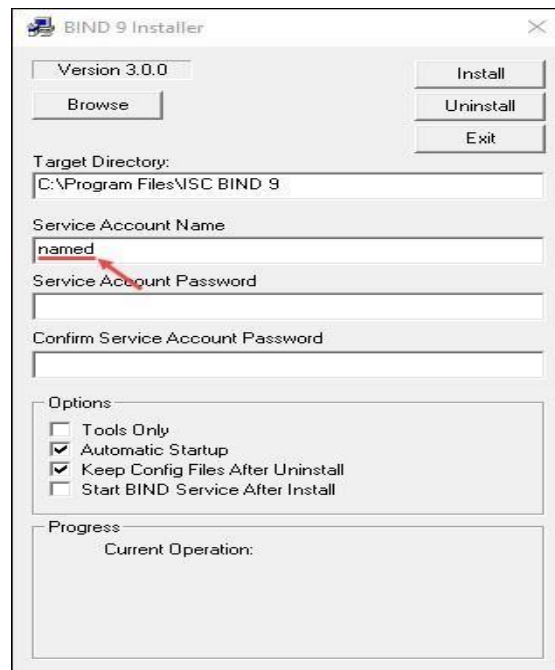 BIND 9 Installer
Version 3.0.0
Install
Browse
Uninstall
Exit
Target Directory:
C:\Program Files\ISC BIND 9
Service Account Name
named
Service Account Password
Confirm Service Account Password
Options
Tools Only
Automatic Startup
Keep Config Files After Uninstall
Start BIND Service After Install
Progress
Current Operation: